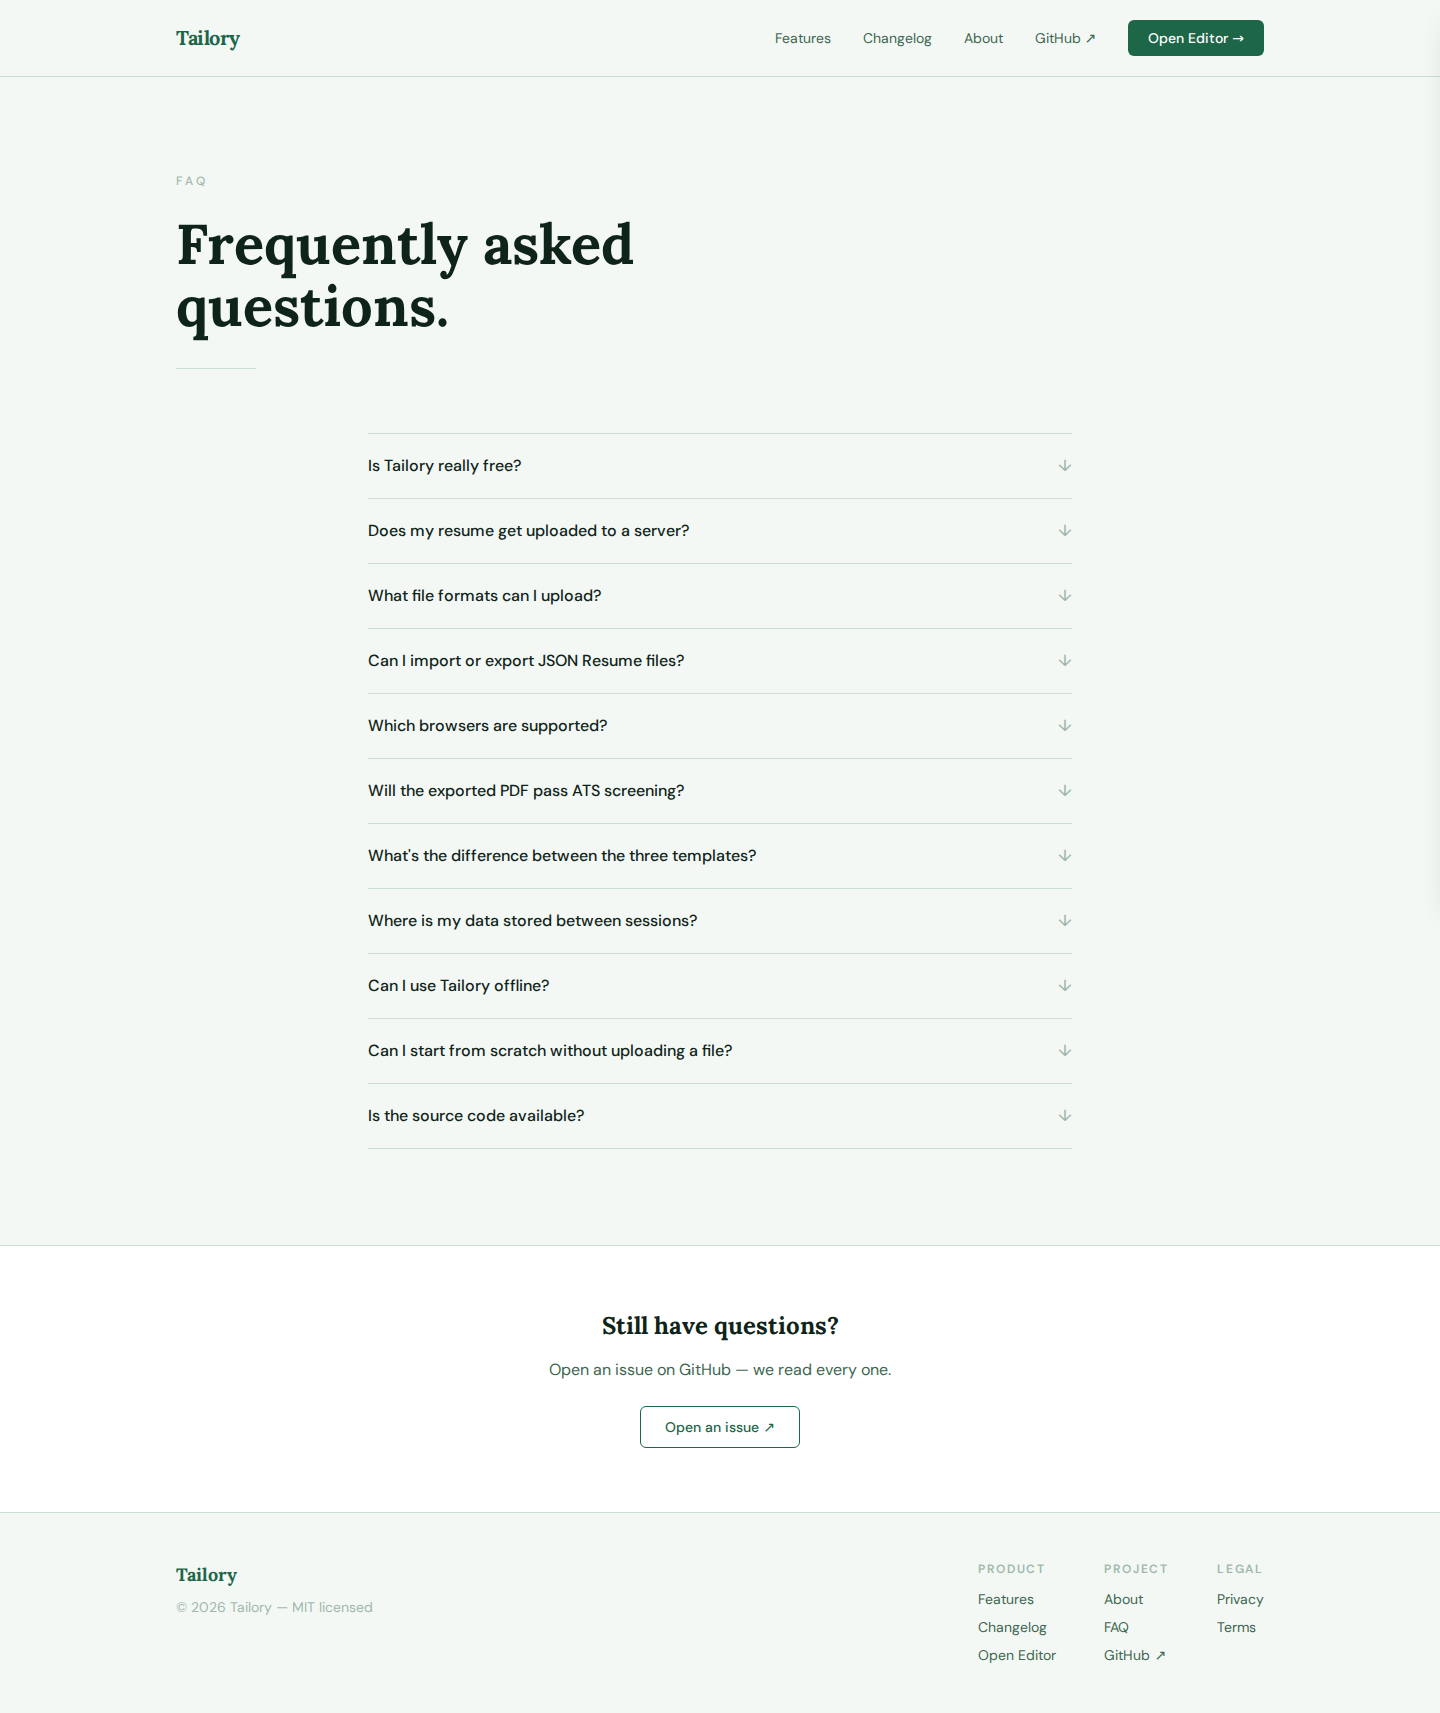 Tailory
Features
Changelog
About
GitHub ↗
Open Editor →
FAQ
Frequently asked
questions.
Is Tailory really free?
Does my resume get uploaded to a server?
What file formats can I upload?
Can I import or export JSON Resume files?
Which browsers are supported?
Will the exported PDF pass ATS screening?
What's the difference between the three templates?
Where is my data stored between sessions?
Can I use Tailory offline?
Can I start from scratch without uploading a file?
Is the source code available?
Still have questions?
Open an issue on GitHub — we read every one.
Open an issue ↗
Tailory
© 2026 Tailory — MIT licensed
PRODUCT
Features
Changelog
Open Editor
PROJECT
About
FAQ
GitHub ↗
LEGAL
Privacy
Terms